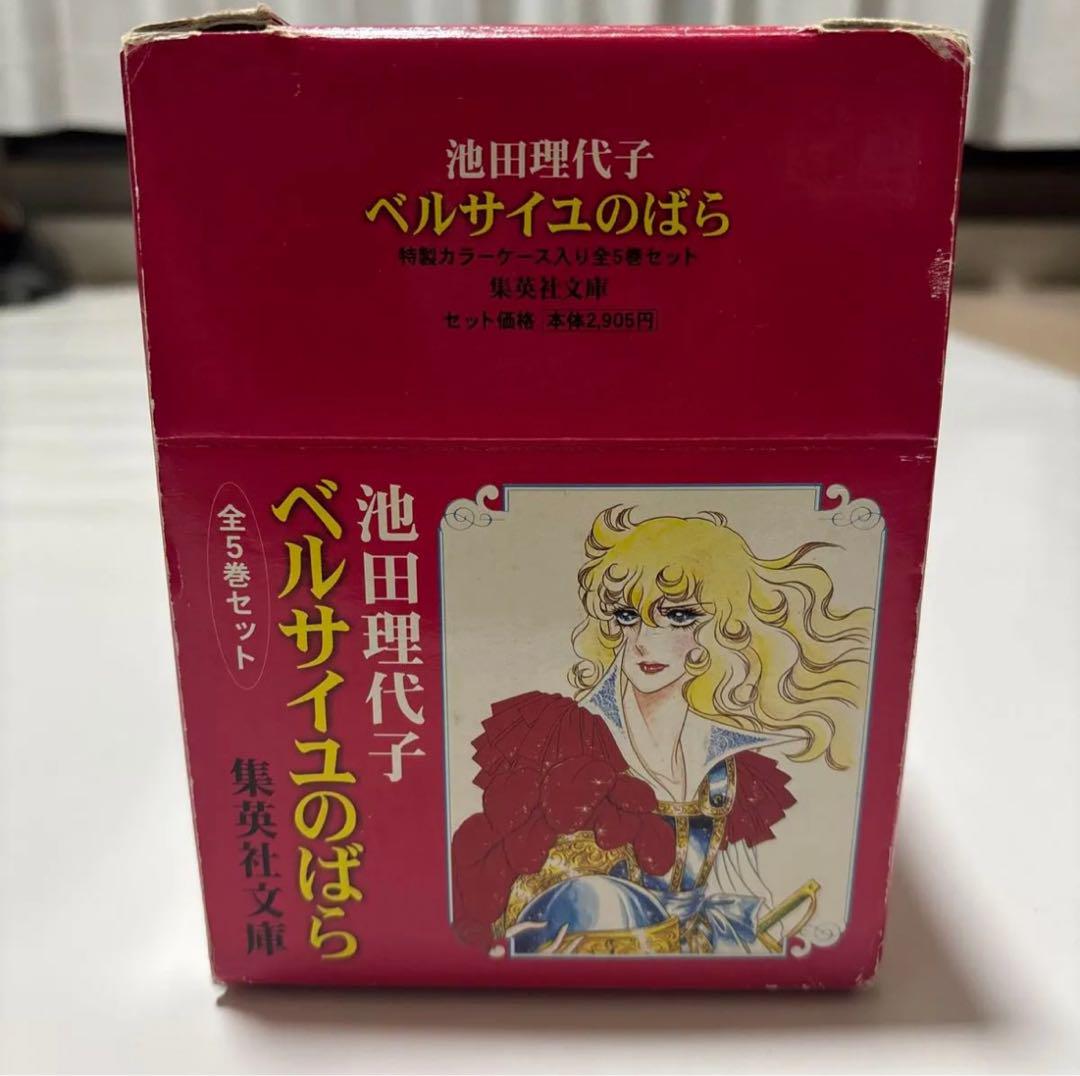 池田理代子
ベルサイユのばら
特製カラーケース入り全5巻セット
集英社文庫
セット価格 本体2,905円
池田理代子
ベルサイユのばら
全5巻セット
集英社文庫